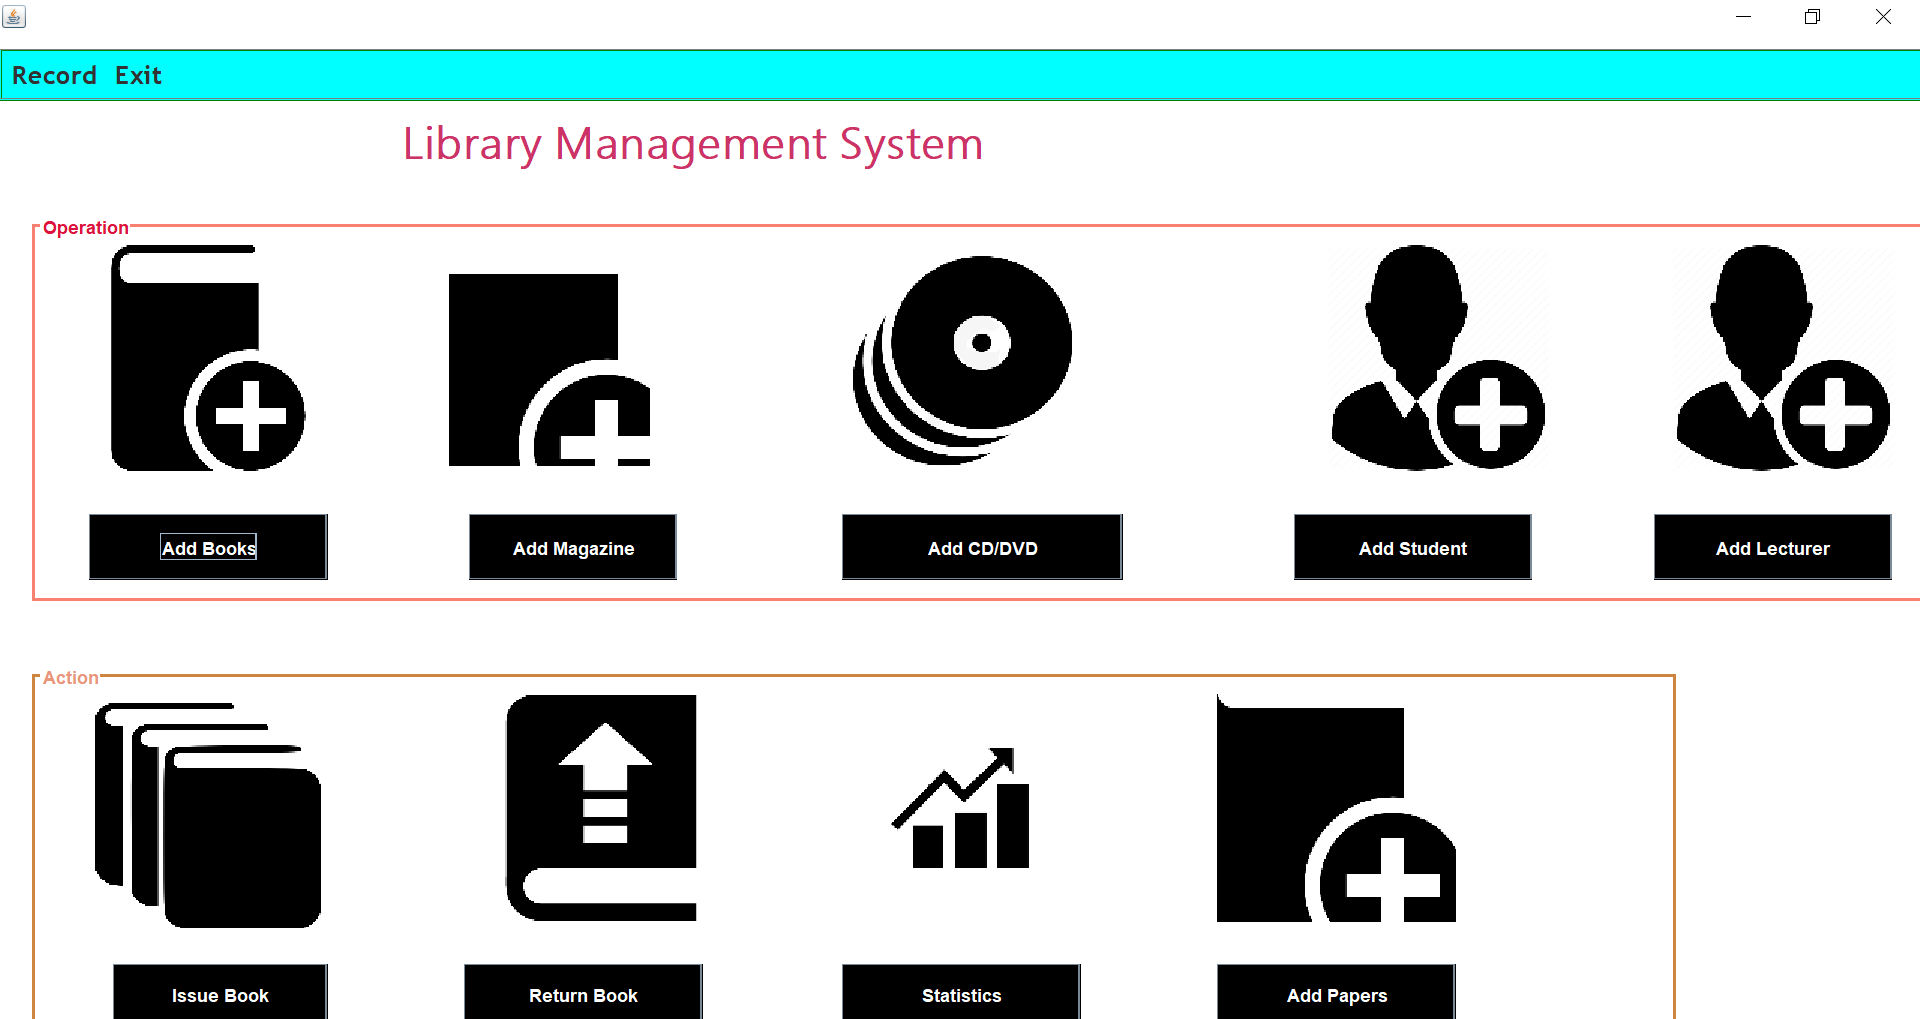 Record Exit
Library Management System
Operation
Add Books Add Magazine Add CD/DVD Add Student Add Lecturer
Action
Issue Book Return Book Statistics Add Papers